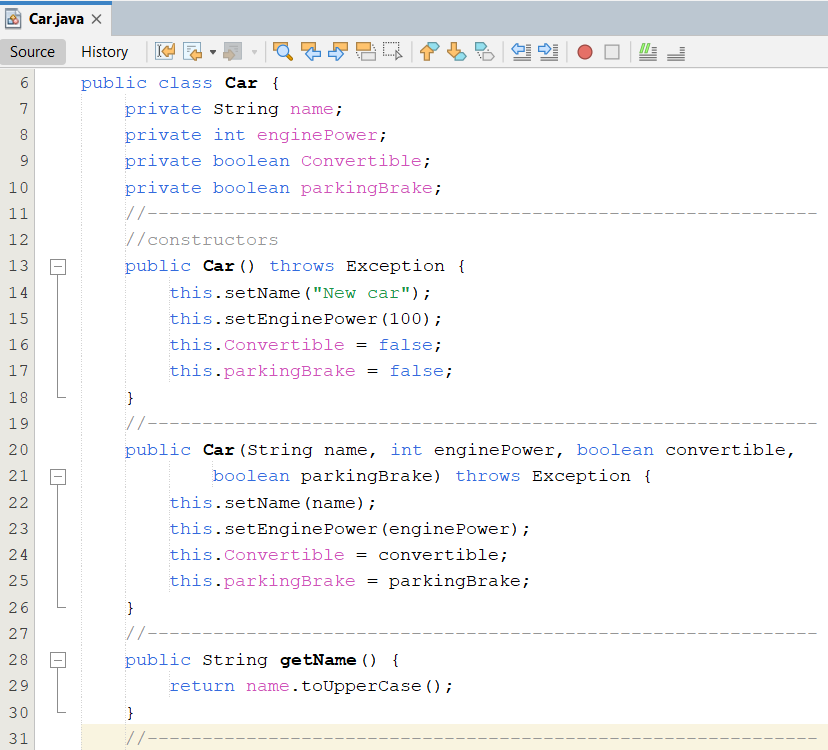 Car.java
Source History
6 public class Car {
7 private String name;
8 private int enginePower;
9 private boolean Convertible;
10 private boolean parkingBrake;
11 //-------------------------------------------------------------
12 //constructors
13 public Car() throws Exception {
14 this.setName("New car");
15 this.setEnginePower(100);
16 this.Convertible = false;
17 this.parkingBrake = false;
18 }
19 //-------------------------------------------------------------
20 public Car(String name, int enginePower, boolean convertible,
21 boolean parkingBrake) throws Exception {
22 this.setName(name);
23 this.setEnginePower(enginePower);
24 this.Convertible = convertible;
25 this.parkingBrake = parkingBrake;
26 }
27 //-------------------------------------------------------------
28 public String getName() {
29 return name.toUpperCase();
30 }
31 //-------------------------------------------------------------